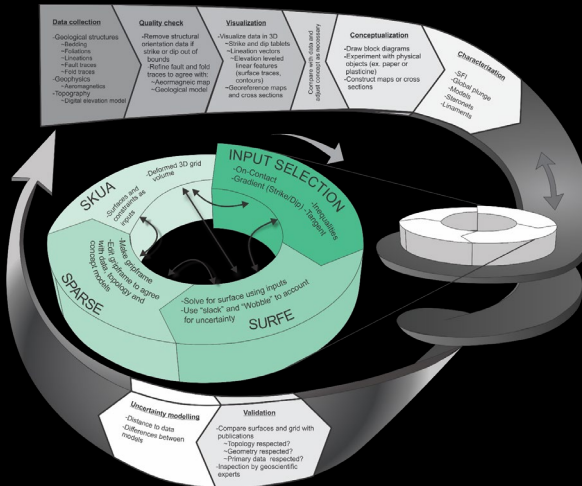 Data collection
-Geological structures
~Bedding
~Foliations
~Lineations
~Fault traces
~Fold traces
-Geophysics
~Aeromagnetics
-Topography
~Digital elevation model
Quality check
-Remove structural
orientation data if
strike or dip out of
bounds
-Refine fault and
fold traces to
agree with:
~Aeormagneic map
~Geological model
Visualization
-Visualize data in 3D
~Strike and dip tablets
~Lineation vectors
~Elevation leveled
linear features
(surface traces,
contours)
~Georeference maps
and cross sections
Compare with data and
adjust concept as necessary
Conceptualization
-Draw block diagrams
-Experiment with physical
objects (ex. paper or
plasticine)
-Construct maps or cross
sections
Characterisation
-SFI
-Global plunge
-Models
-Staronets
-Linaments
INPUT SELECTION
-On-Contact
-Gradient (Strike/Dip)
-Inequalities
-Tangent
SKUA
-Surfaces and
constraints as
inputs
-Deformed 3D grid
volume
SPARSE
-Make gripframe
-Edit gripframe to agree
with data, topology and
concept models
SURFE
-Solve for surface using inputs
-Use "slack" and "Wobble" to account
for uncertainty
Uncertainty modelling
-Distance to data
-Differences between
models
Validation
-Compare surfaces and grid with
publications
~Topology respected?
~Geometry respected?
~Primary data respected?
-Inspection by geoscientific
experts